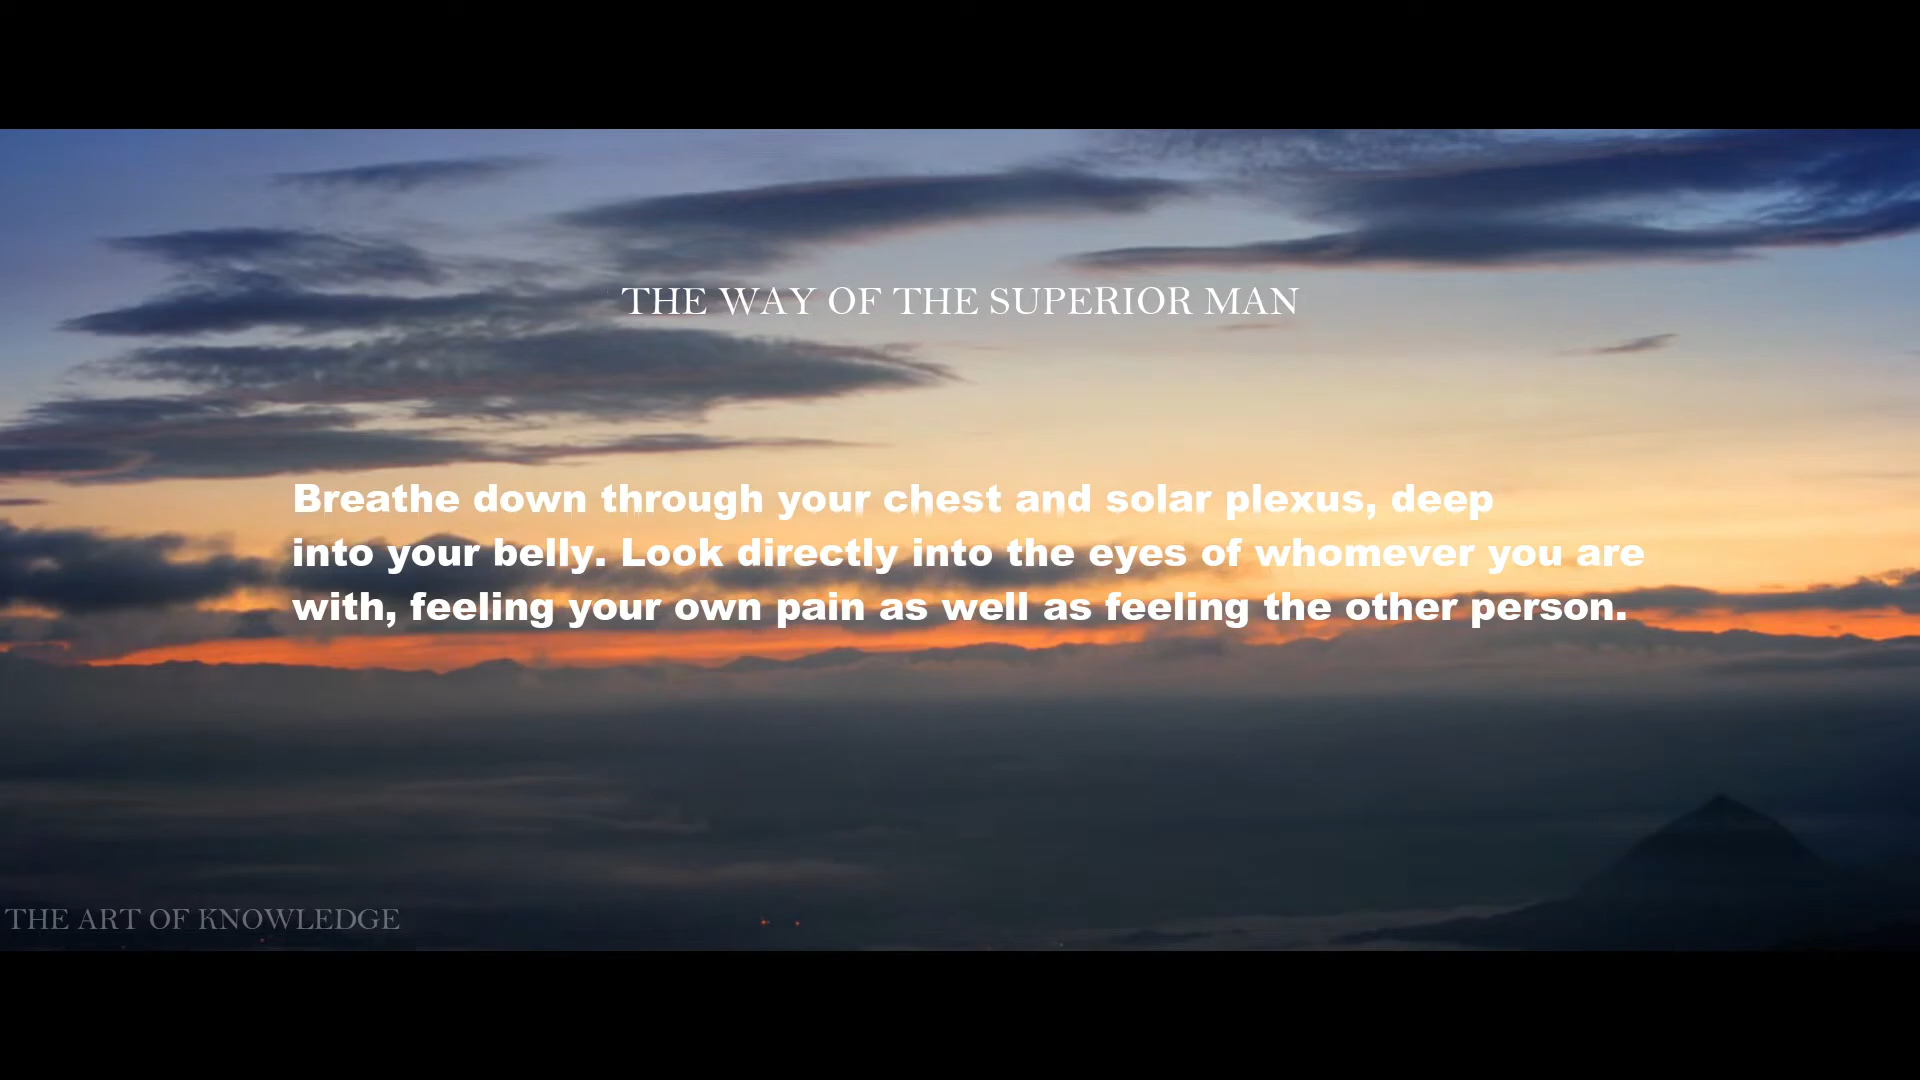 THE WAY OF THE SUPERIOR MAN
Breathe down through your chest and solar plexus, deep
into your belly. Look directly into the eyes of whomever you are
with, feeling your own pain as well as feeling the other person.
THE ART OF KNOWLEDGE